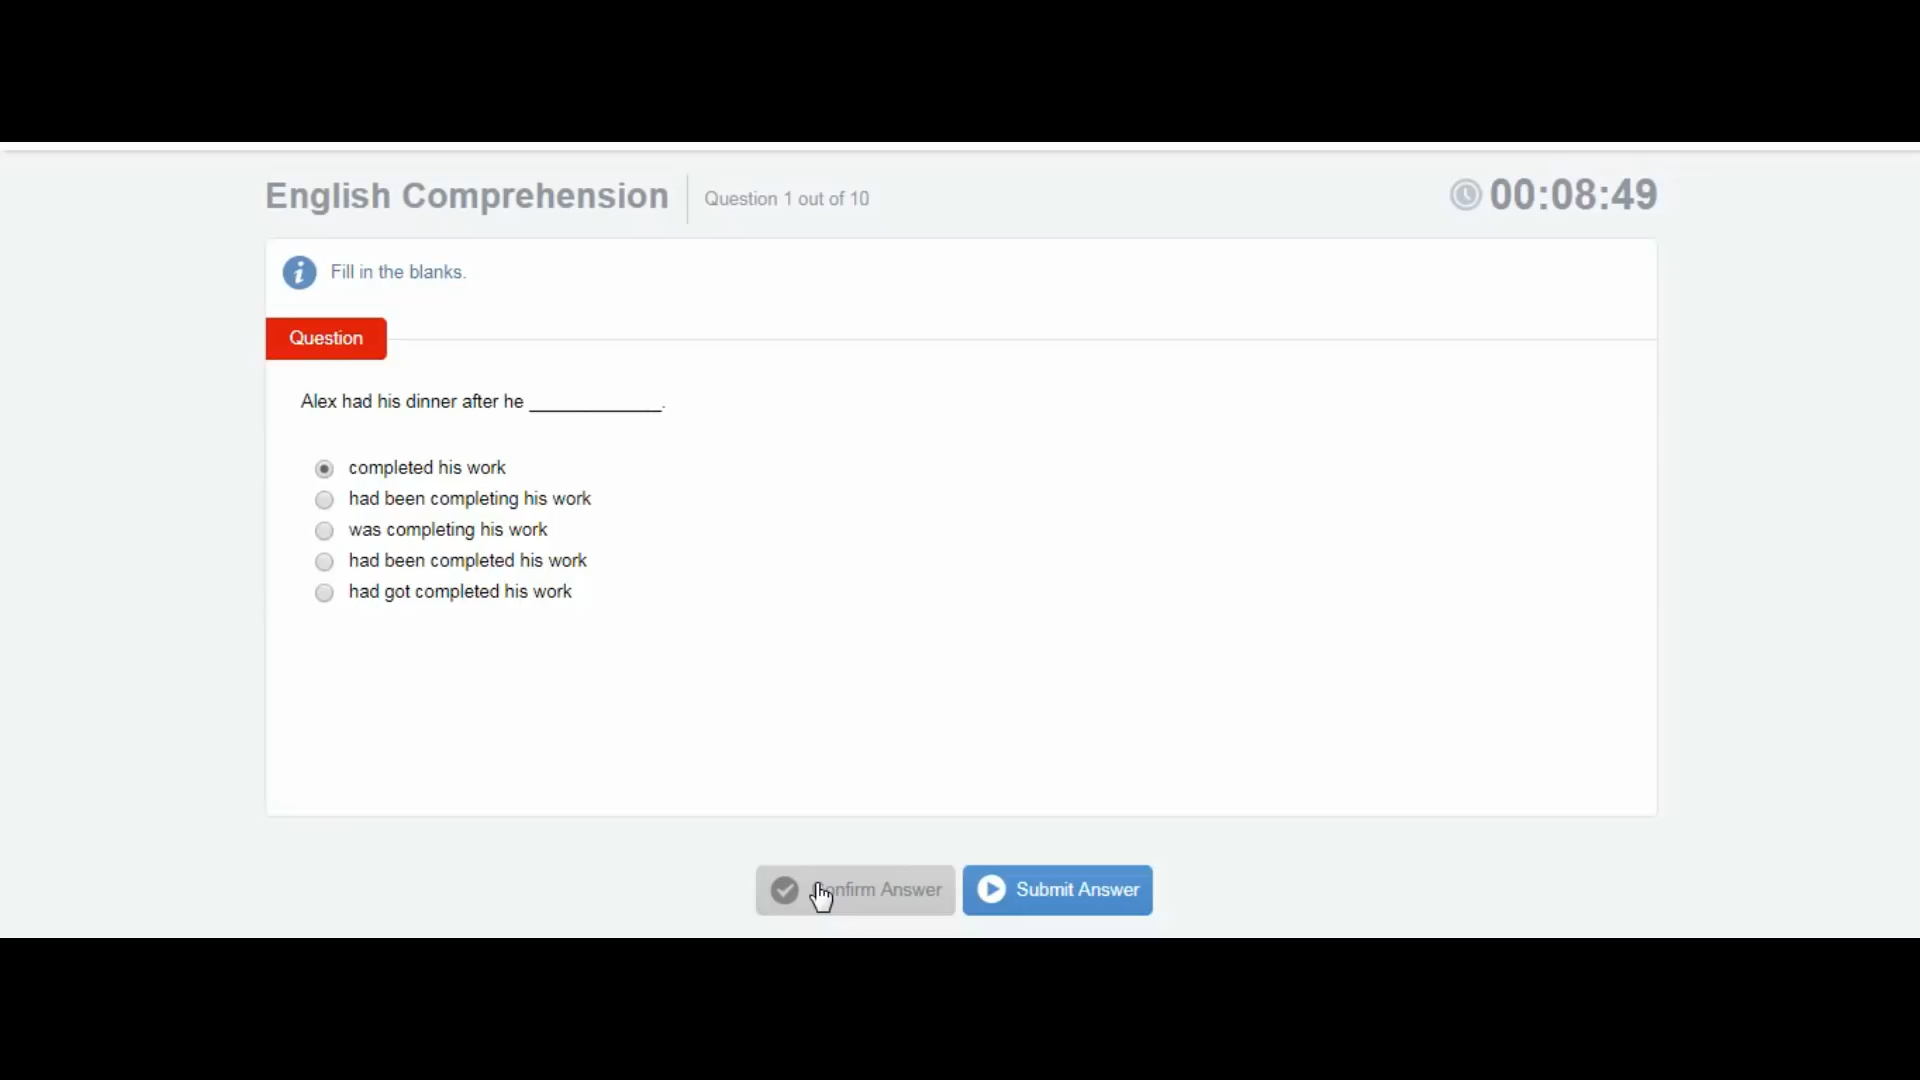 English Comprehension
Question 1 out of 10
00:08:49
Fill in the blanks.
Question
Alex had his dinner after he _____________.
completed his work
had been completing his work
was completing his work
had been completed his work
had got completed his work
Confirm Answer
Submit Answer